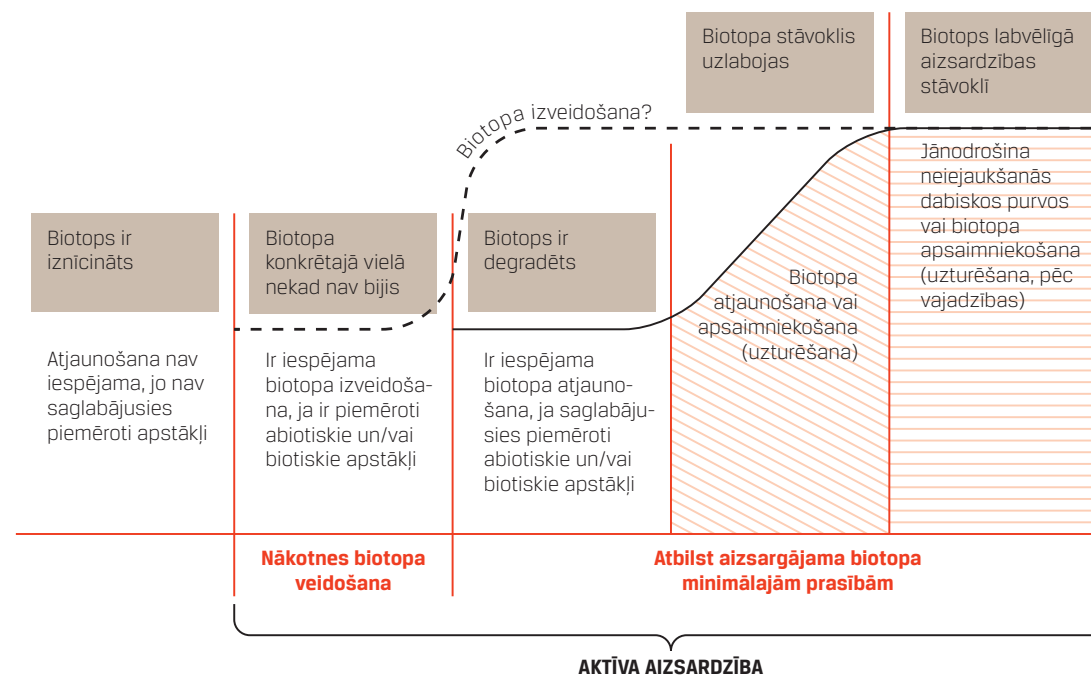 Biotopa stāvoklis
uzlabojas
Biotops labvēlīgā
aizsardzības
stāvoklī
Biotopa izveidošana?
Biotops ir
iznīcināts
Biotopa
konkrētajā vielā
nekad nav bijis
Biotops ir
degradēts
Atjaunošana nav
iespējama, jo nav
saglabājusies
piemēroti apstākļi
Ir iespējama
biotopa izveidoša-
na, ja ir piemēroti
abiotiskie un/vai
biotiskie apstākļi
Ir iespējama
biotopa atjauno-
šana, ja saglabāju-
sies piemēroti
abiotiskie un/vai
biotiskie apstākļi
Biotopa
atjaunošana vai
apsaimniekošana
(uzturēšana)
Jānodrošina
neiejaukšanās
dabiskos purvos
vai biotopa
apsaimniekošana
(uzturēšana, pēc
vajadzības)
Nākotnes biotopa
veidošana
Atbilst aizsargājama biotopa
minimālajām prasībām
AKTĪVA AIZSARDZĪBA